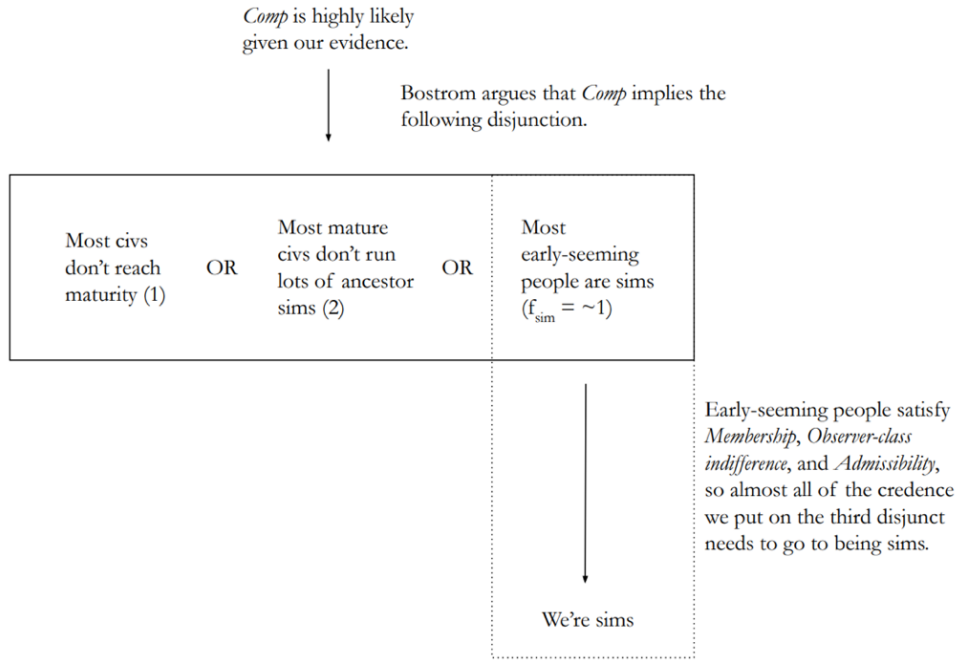 Comp is highly likely
given our evidence.
Bostrom argues that Comp implies the
following disjunction.
Most civs
don't reach
maturity (1)
OR
Most mature
civs don't run
lots of ancestor
sims (2)
OR
Most
early-seeming
people are sims
(f_sim = ~1)
Early-seeming people satisfy
Membership, Observer-class
indifference, and Admissibility,
so almost all of the credence
we put on the third disjunct
needs to go to being sims.
We're sims